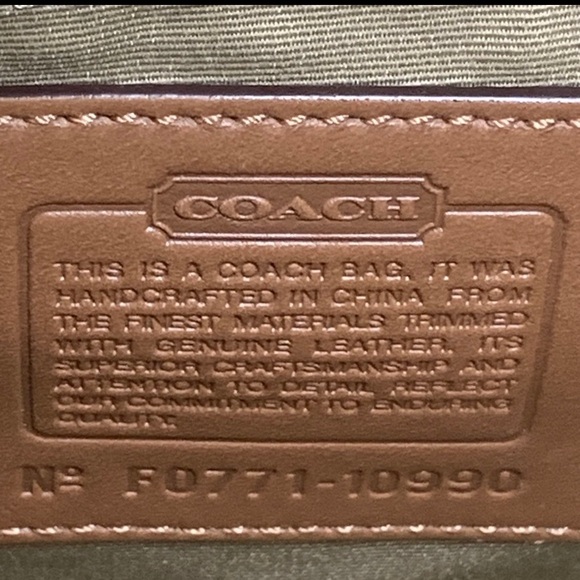 COACH
THIS IS A COACH BAG. IT WAS
HANDCRAFTED IN CHINA FROM
THE FINEST MATERIALS TRIMMED
WITH GENUINE LEATHER. ITS
SUPERIOR CRAFTSMANSHIP AND
ATTENTION TO DETAIL REFLECT
OUR COMMITMENT TO ENDURING
QUALITY.
Nº F0771-10990